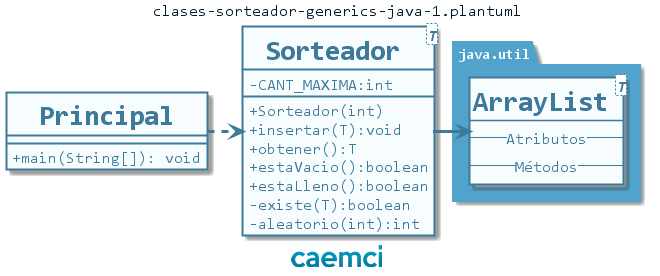 clases-sorteador-generics-java-1.plantuml
Principal
+main(String[]): void
Sorteador
T
-CANT_MAXIMA:int
+Sorteador(int)
+insertar(T):void
+obtener():T
+estaVacio():boolean
+estaLleno():boolean
-existe(T):boolean
-aleatorio(int):int
java.util
ArrayList
T
Atributos
Métodos
caemci